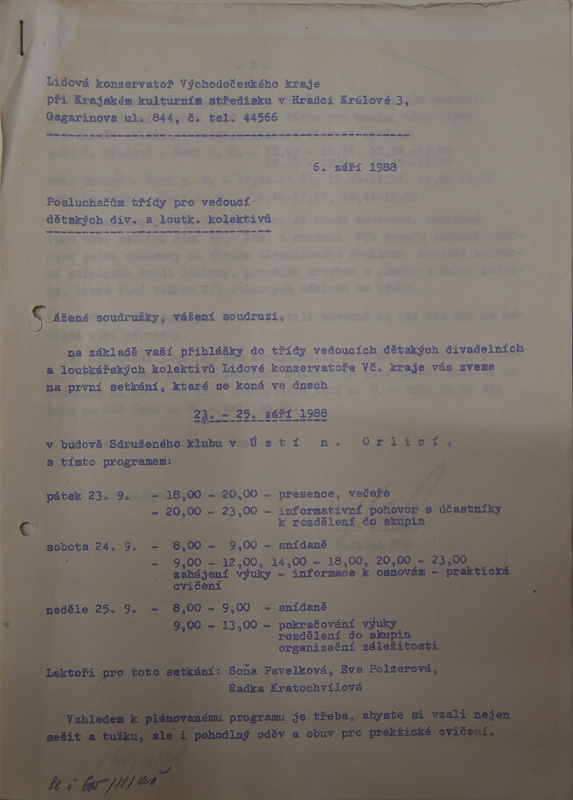 Lidová konzervatoř Východočeského kraje
při Krajském kulturním středisku v Hradci Králové 3,
Gagarinova ul. 844, č. tel. 44566
6. září 1988
Posluchačům třídy pro vedoucí
dětských div. a loutk. kolektivů
ážené soudružky, vážení soudruzi,
na základě vaší přihlášky do třídy vedoucích dětských divadelních
a loutkářských kolektivů Lidové konzervatoře Vč. kraje vás zveme
na první setkání, které se koná ve dnech
23. - 25. září 1988
v budově Sdruženého klubu v Ú s t í n. O r l i c í ,
s tímto programem:
pátek 23. 9. - 18,00 - 20,00 - presence, večeře
- 20,00 - 23,00 - informativní pohovor s účastníky
k rozdělení do skupin
sobota 24. 9. - 8,00 - 9,00 - snídaně
- 9,00 - 12,00, 14,00 - 18,00, 20,00 - 23,00
zahájení výuky - informace k osnovám - praktická
cvičení
neděle 25. 9. - 8,00 - 9,00 - snídaně
9,00 - 13,00 - pokračování výuky
rozdělení do skupin
organizační záležitosti
Lektoři pro toto setkání: Soňa Pavelková, Eva Polzerová,
Radka Kratochvílová
Vzhledem k plánovanému programu je třeba, abyste si vzali nejen
sešit a tužku, ale i pohodlný oděv a obuv pro prakšická cvičení.